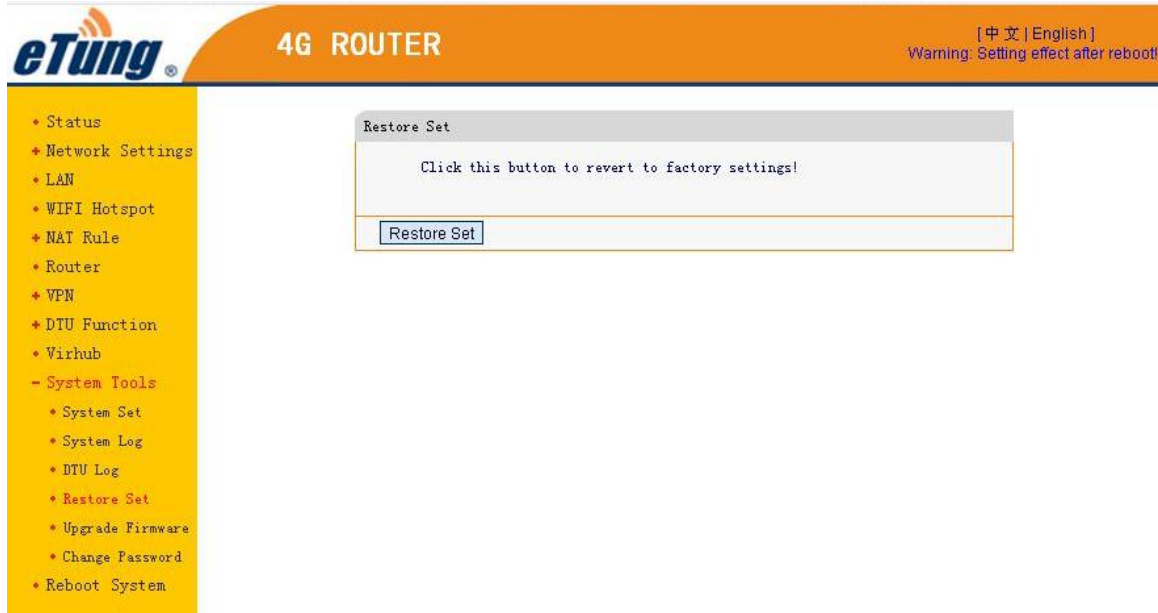 eTung ®
4G ROUTER
[ 中 文 | English ]
Warning: Setting effect after reboot!
Status
Network Settings
LAN
WIFI Hotspot
NAT Rule
Router
VPN
DTU Function
Virhub
System Tools
System Set
System Log
DTU Log
Restore Set
Upgrade Firmware
Change Password
Reboot System
Restore Set
Click this button to revert to factory settings!
Restore Set